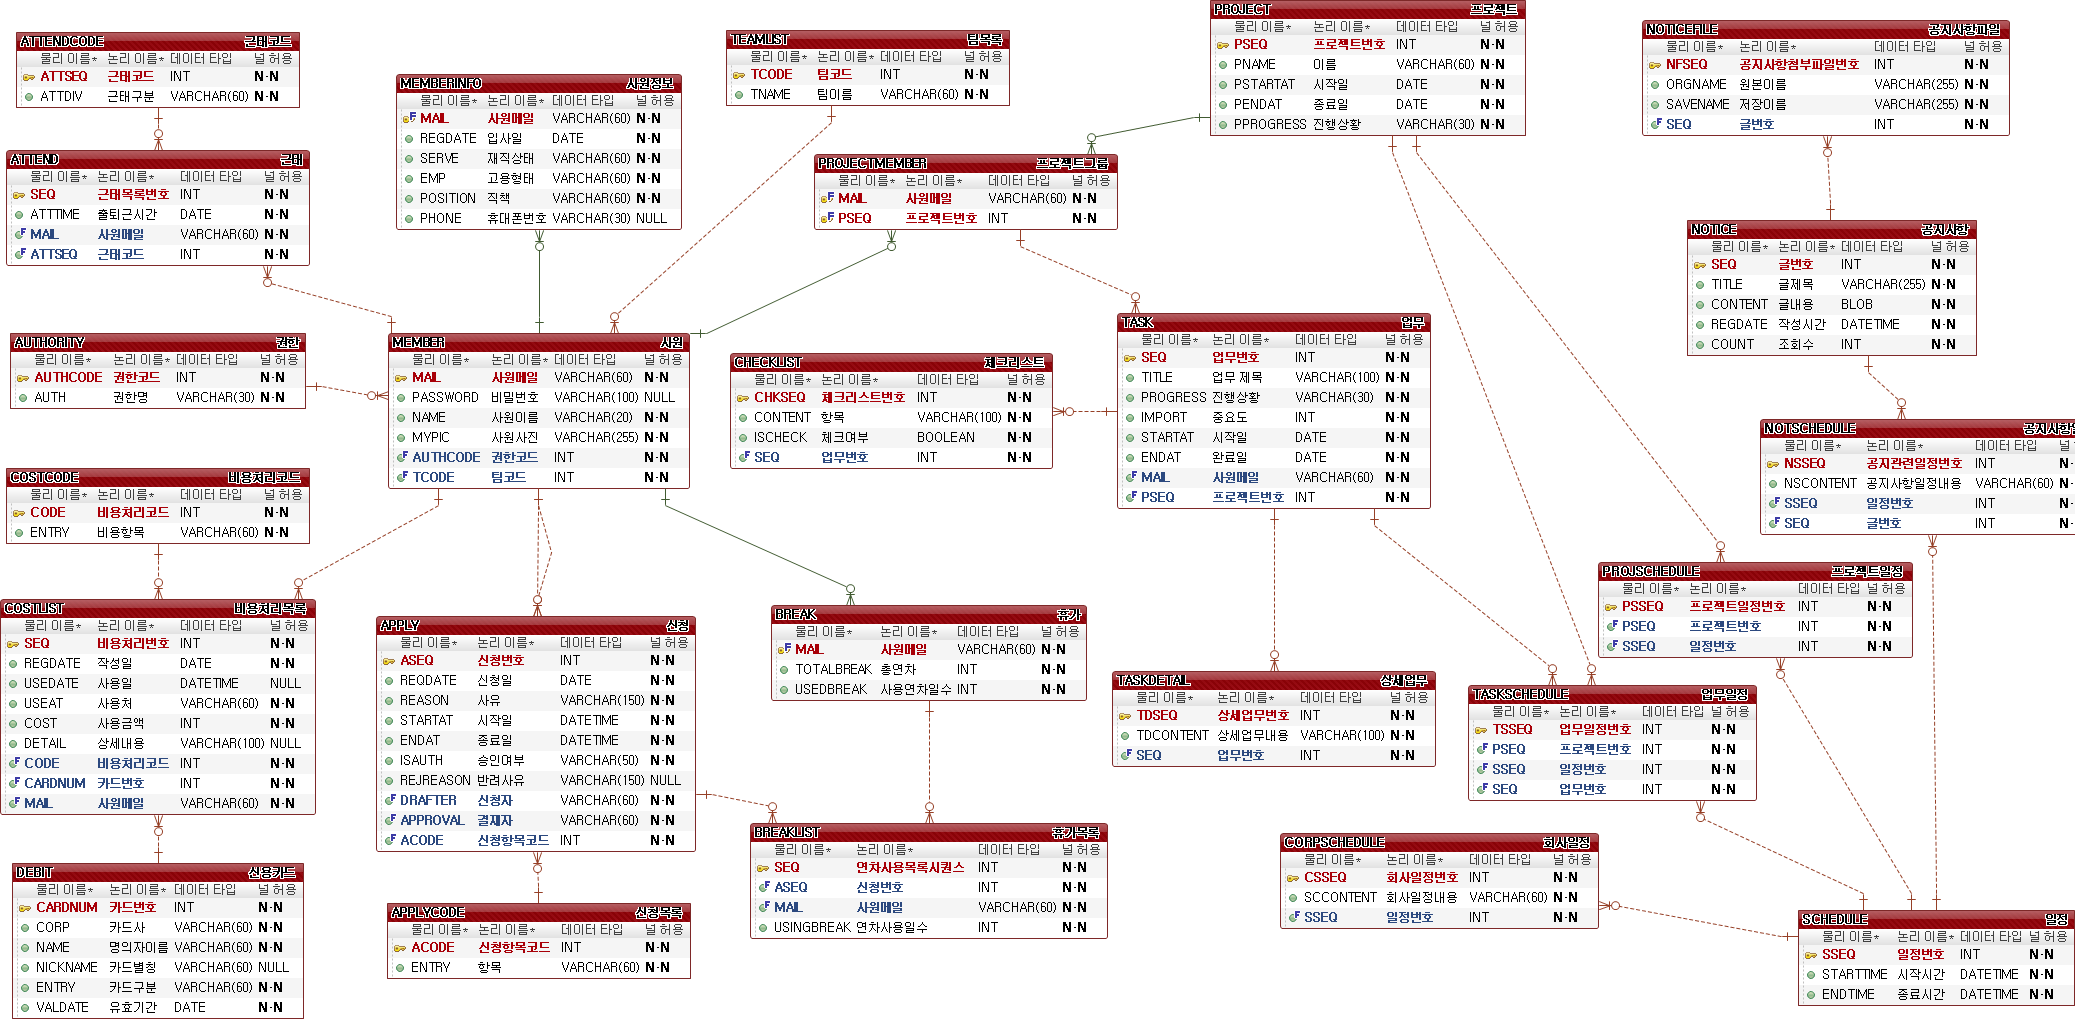 ATTENDCODE 근태코드
물리 이름* 논리 이름* 데이터 타입 널 허용
ATTSEQ 근태코드 INT N-N
ATTDIV 근태구분 VARCHAR(60) N-N
ATTEND 근태
물리 이름* 논리 이름* 데이터 타입 널 허용
SEQ 근태목록번호 INT N-N
ATTTIME 출퇴근시간 DATE N-N
MAIL 사원메일 VARCHAR(60) N-N
ATTSEQ 근태코드 INT N-N
AUTHORITY 권한
물리 이름* 논리 이름* 데이터 타입 널 허용
AUTHCODE 권한코드 INT N-N
AUTH 권한명 VARCHAR(30) N-N
COSTCODE 비용처리코드
물리 이름* 논리 이름* 데이터 타입 널 허용
CODE 비용처리코드 INT N-N
ENTRY 비용항목 VARCHAR(60) N-N
COSTLIST 비용처리목록
물리 이름* 논리 이름* 데이터 타입 널 허용
SEQ 비용처리번호 INT N-N
REGDATE 작성일 DATE N-N
USEDATE 사용일 DATETIME NULL
USEAT 사용처 VARCHAR(60) N-N
COST 사용금액 INT N-N
DETAIL 상세내용 VARCHAR(100) NULL
CODE 비용처리코드 INT N-N
CARDNUM 카드번호 INT N-N
MAIL 사원메일 VARCHAR(60) N-N
DEBIT 신용카드
물리 이름* 논리 이름* 데이터 타입 널 허용
CARDNUM 카드번호 INT N-N
CORP 카드사 VARCHAR(60) N-N
NAME 명의자이름 VARCHAR(60) N-N
NICKNAME 카드별칭 VARCHAR(60) NULL
ENTRY 카드구분 VARCHAR(60) N-N
VALDATE 유효기간 DATE N-N
MEMBERINFO 사원정보
물리 이름* 논리 이름* 데이터 타입 널 허용
MAIL 사원메일 VARCHAR(60) N-N
REGDATE 입사일 DATE N-N
SERVE 재직상태 VARCHAR(60) N-N
EMP 고용형태 VARCHAR(60) N-N
POSITION 직책 VARCHAR(60) N-N
PHONE 휴대폰번호 VARCHAR(30) NULL
MEMBER 사원
물리 이름* 논리 이름* 데이터 타입 널 허용
MAIL 사원메일 VARCHAR(60) N-N
PASSWORD 비밀번호 VARCHAR(100) NULL
NAME 사원이름 VARCHAR(20) N-N
MYPIC 사원사진 VARCHAR(255) N-N
AUTHCODE 권한코드 INT N-N
TCODE 팀코드 INT N-N
APPLY 신청
물리 이름* 논리 이름* 데이터 타입 널 허용
ASEQ 신청번호 INT N-N
REQDATE 신청일 DATE N-N
REASON 사유 VARCHAR(150) N-N
STARTAT 시작일 DATETIME N-N
ENDAT 종료일 DATETIME N-N
ISAUTH 승인여부 VARCHAR(50) N-N
REJREASON 반려사유 VARCHAR(150) NULL
DRAFTER 신청자 VARCHAR(60) N-N
APPROVAL 결재자 VARCHAR(60) N-N
ACODE 신청항목코드 INT N-N
APPLYCODE 신청목록
물리 이름* 논리 이름* 데이터 타입 널 허용
ACODE 신청항목코드 INT N-N
ENTRY 항목 VARCHAR(60) N-N
TEAMLIST 팀목록
물리 이름* 논리 이름* 데이터 타입 널 허용
TCODE 팀코드 INT N-N
TNAME 팀이름 VARCHAR(60) N-N
PROJECTMEMBER 프로젝트그룹
물리 이름* 논리 이름* 데이터 타입 널 허용
MAIL 사원메일 VARCHAR(60) N-N
PSEQ 프로젝트번호 INT N-N
CHECKLIST 체크리스트
물리 이름* 논리 이름* 데이터 타입 널 허용
CHKSEQ 체크리스트번호 INT N-N
CONTENT 항목 VARCHAR(100) N-N
ISCHECK 체크여부 BOOLEAN N-N
SEQ 업무번호 INT N-N
BREAK 휴가
물리 이름* 논리 이름* 데이터 타입 널 허용
MAIL 사원메일 VARCHAR(60) N-N
TOTALBREAK 총연차 INT N-N
USEDBREAK 사용연차일수 INT N-N
BREAKLIST 휴가목록
물리 이름* 논리 이름* 데이터 타입 널 허용
SEQ 연차사용목록시퀀스 INT N-N
ASEQ 신청번호 INT N-N
MAIL 사원메일 VARCHAR(60) N-N
USINGBREAK 연차사용일수 INT N-N
PROJECT 프로젝트
물리 이름* 논리 이름* 데이터 타입 널 허용
PSEQ 프로젝트번호 INT N-N
PNAME 이름 VARCHAR(60) N-N
PSTARTAT 시작일 DATE N-N
PENDAT 종료일 DATE N-N
PPROGRESS 진행상황 VARCHAR(30) N-N
TASK 업무
물리 이름* 논리 이름* 데이터 타입 널 허용
SEQ 업무번호 INT N-N
TITLE 업무 제목 VARCHAR(100) N-N
PROGRESS 진행상황 VARCHAR(30) N-N
IMPORT 중요도 INT N-N
STARTAT 시작일 DATE N-N
ENDAT 완료일 DATE N-N
MAIL 사원메일 VARCHAR(60) N-N
PSEQ 프로젝트번호 INT N-N
TASKDETAIL 상세업무
물리 이름* 논리 이름* 데이터 타입 널 허용
TDSEQ 상세업무번호 INT N-N
TDCONTENT 상세업무내용 VARCHAR(100) N-N
SEQ 업무번호 INT N-N
NOTICEFILE 공지사항파일
물리 이름* 논리 이름* 데이터 타입 널 허용
NFSEQ 공지사항첨부파일번호 INT N-N
ORGNAME 원본이름 VARCHAR(255) N-N
SAVENAME 저장이름 VARCHAR(255) N-N
SEQ 글번호 INT N-N
NOTICE 공지사항
물리 이름* 논리 이름* 데이터 타입 널 허용
SEQ 글번호 INT N-N
TITLE 글제목 VARCHAR(255) N-N
CONTENT 글내용 BLOB N-N
REGDATE 작성시간 DATETIME N-N
COUNT 조회수 INT N-N
NOTSCHEDULE 공지사항일
물리 이름* 논리 이름* 데이터 타입 널 허
NSSEQ 공지관련일정번호 INT N-
NSCONTENT 공지사항일정내용 VARCHAR(60) N-
SSEQ 일정번호 INT N-
SEQ 글번호 INT N-
PROJSCHEDULE 프로젝트일정
물리 이름* 논리 이름* 데이터 타입 널 허용
PSSEQ 프로젝트일정번호 INT N-N
PSEQ 프로젝트번호 INT N-N
SSEQ 일정번호 INT N-N
TASKSCHEDULE 업무일정
물리 이름* 논리 이름* 데이터 타입 널 허용
TSSEQ 업무일정번호 INT N-N
PSEQ 프로젝트번호 INT N-N
SSEQ 일정번호 INT N-N
SEQ 업무번호 INT N-N
CORPSCHEDULE 회사일정
물리 이름* 논리 이름* 데이터 타입 널 허용
CSSEQ 회사일정번호 INT N-N
SCCONTENT 회사일정내용 VARCHAR(60) N-N
SSEQ 일정번호 INT N-N
SCHEDULE 일정
물리 이름* 논리 이름* 데이터 타입 널 허용
SSEQ 일정번호 INT N-N
STARTTIME 시작시간 DATETIME N-N
ENDTIME 종료시간 DATETIME N-N